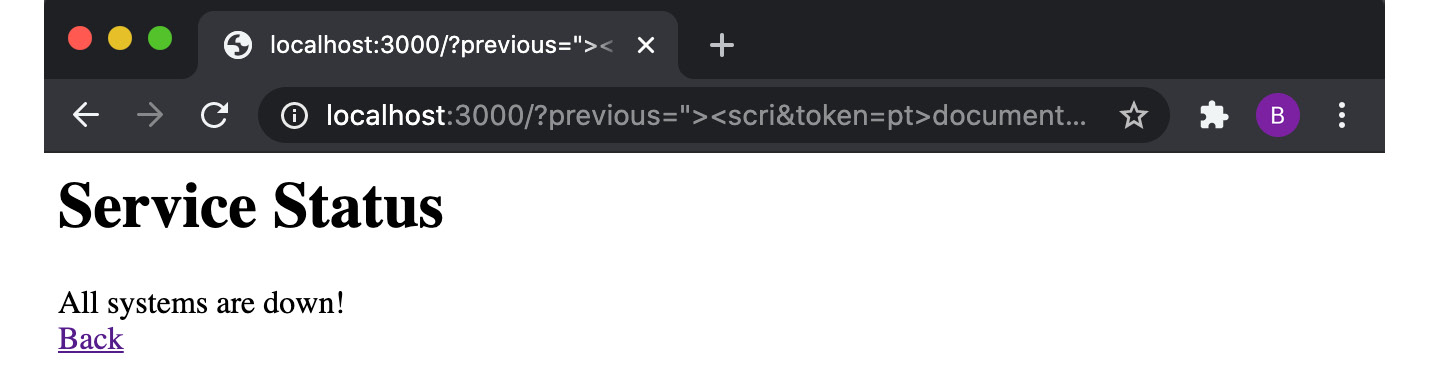 localhost:3000/?previous="><
localhost:3000/?previous="><scri&token=pt>document...
B
Service Status
All systems are down!
Back